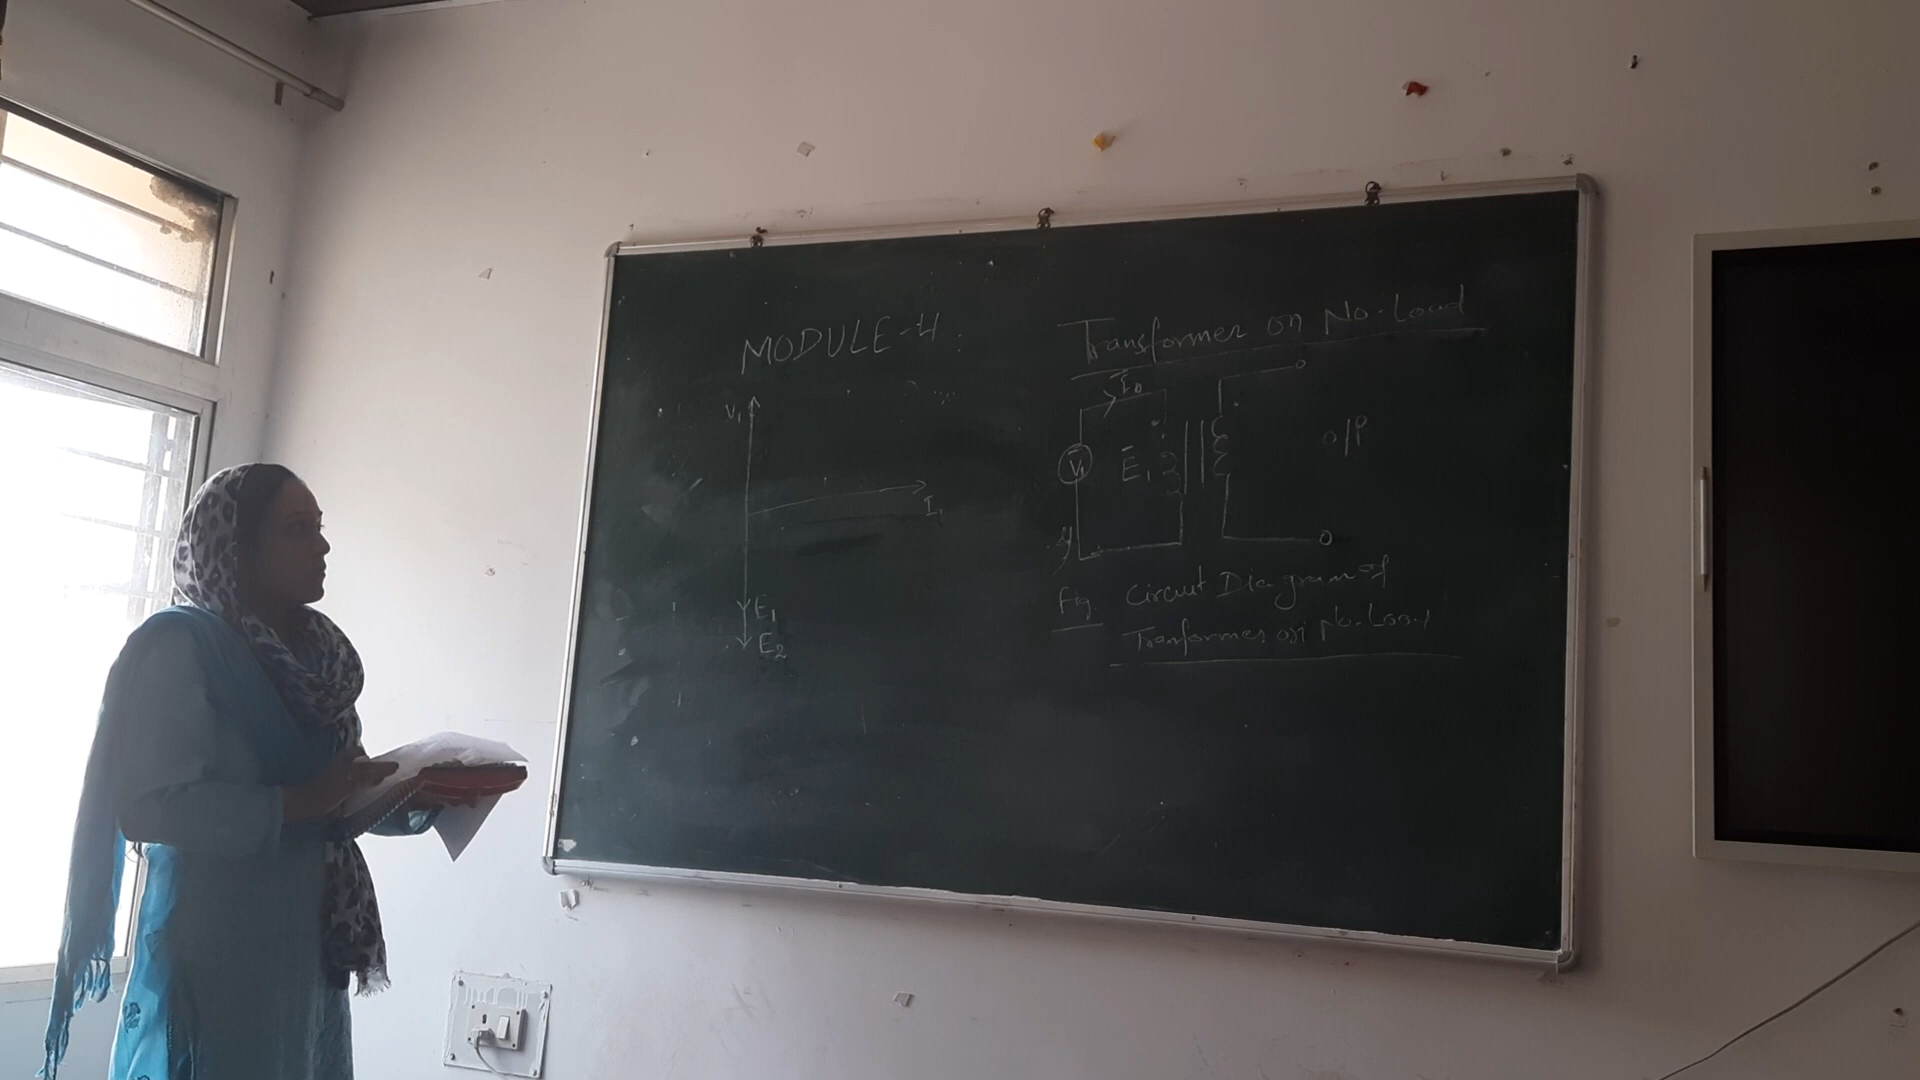 MODULE-4.
V₁
I₁
E₁
E₂
Transformer on No-Load
I₀
V₁
E₁
o/p
Fig. Circuit Diagram of
Tranformer on No-Load